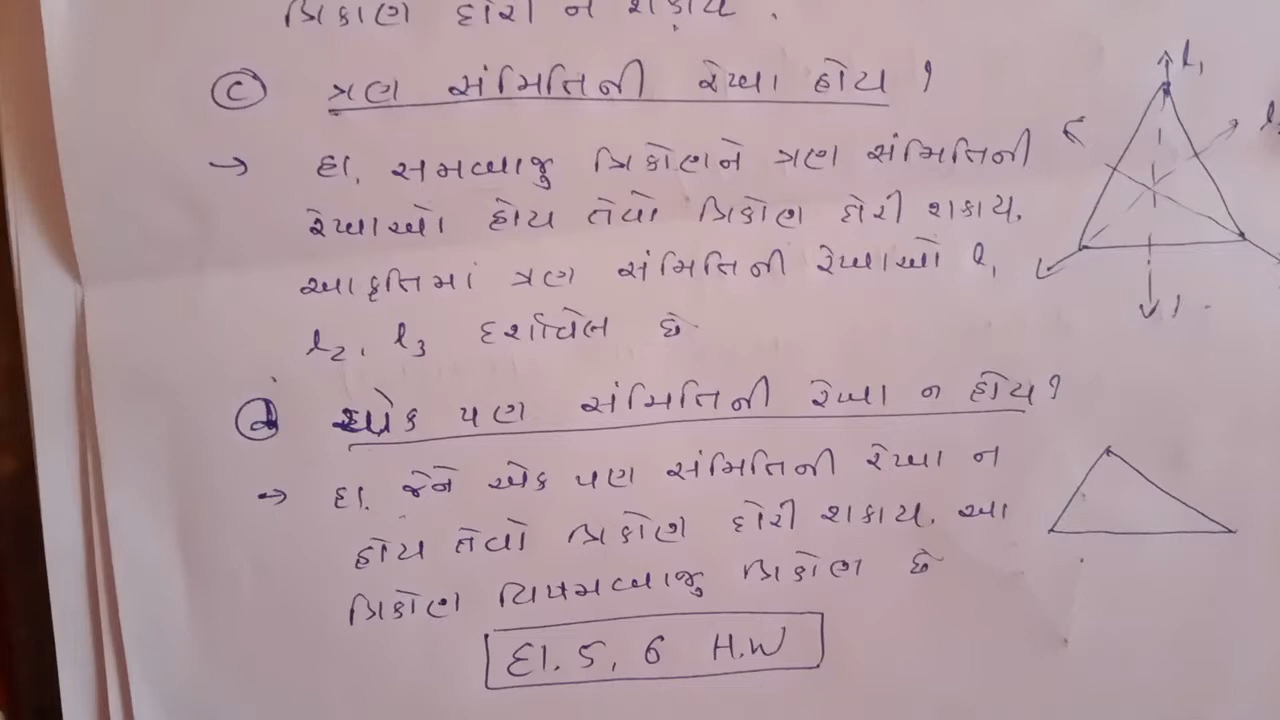 ત્રિકોણ દોરી ન શકાય.
(C) ત્રણ સંમિતિની રેખા હોય ?
→ હા. સમબાજુ ત્રિકોણને ત્રણ સંમિતિની
રેખાઓ હોય તેવો ત્રિકોણ દોરી શકાય.
આકૃતિમાં ત્રણ સંમિતિની રેખાઓ l₁
l₂, l₃ દર્શાવેલ છે
(d) એક પણ સંમિતિની રેખા ન હોય ?
→ હા. જેને એક પણ સંમિતિની રેખા ન
હોય તેવો ત્રિકોણ દોરી શકાય. આ
ત્રિકોણ વિષમબાજુ ત્રિકોણ છે
દા. 5, 6 H.W
l₁